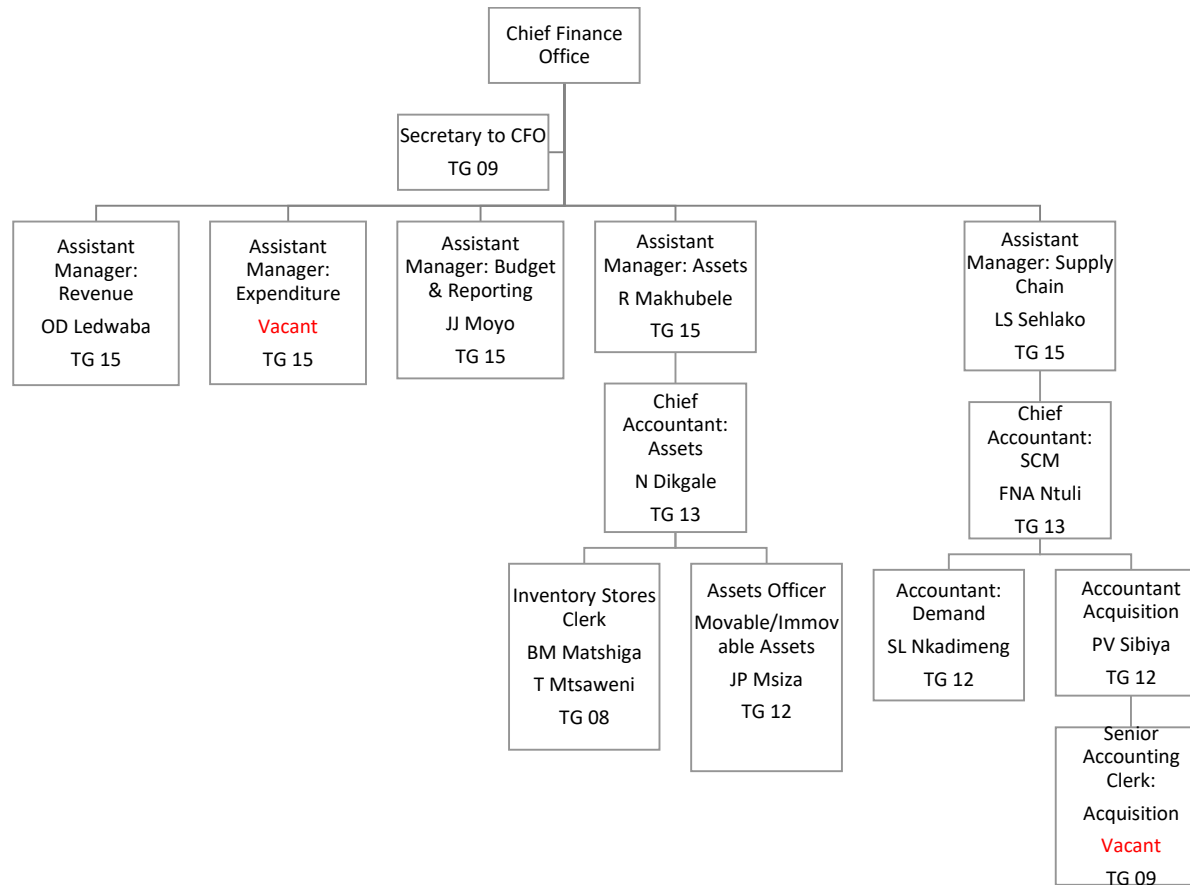 Chief Finance
Office
Secretary to CFO
TG 09
Assistant
Manager:
Revenue
OD Ledwaba
TG 15
Assistant
Manager:
Expenditure
Vacant
TG 15
Assistant
Manager: Budget
& Reporting
JJ Moyo
TG 15
Assistant
Manager: Assets
R Makhubele
TG 15
Assistant
Manager: Supply
Chain
LS Sehlako
TG 15
Chief
Accountant:
Assets
N Dikgale
TG 13
Chief
Accountant:
SCM
FNA Ntuli
TG 13
Inventory Stores
Clerk
BM Matshiga
T Mtsaweni
TG 08
Assets Officer
Movable/Immov
able Assets
JP Msiza
TG 12
Accountant:
Demand
SL Nkadimeng
TG 12
Accountant
Acquisition
PV Sibiya
TG 12
Senior
Accounting
Clerk:
Acquisition
Vacant
TG 09